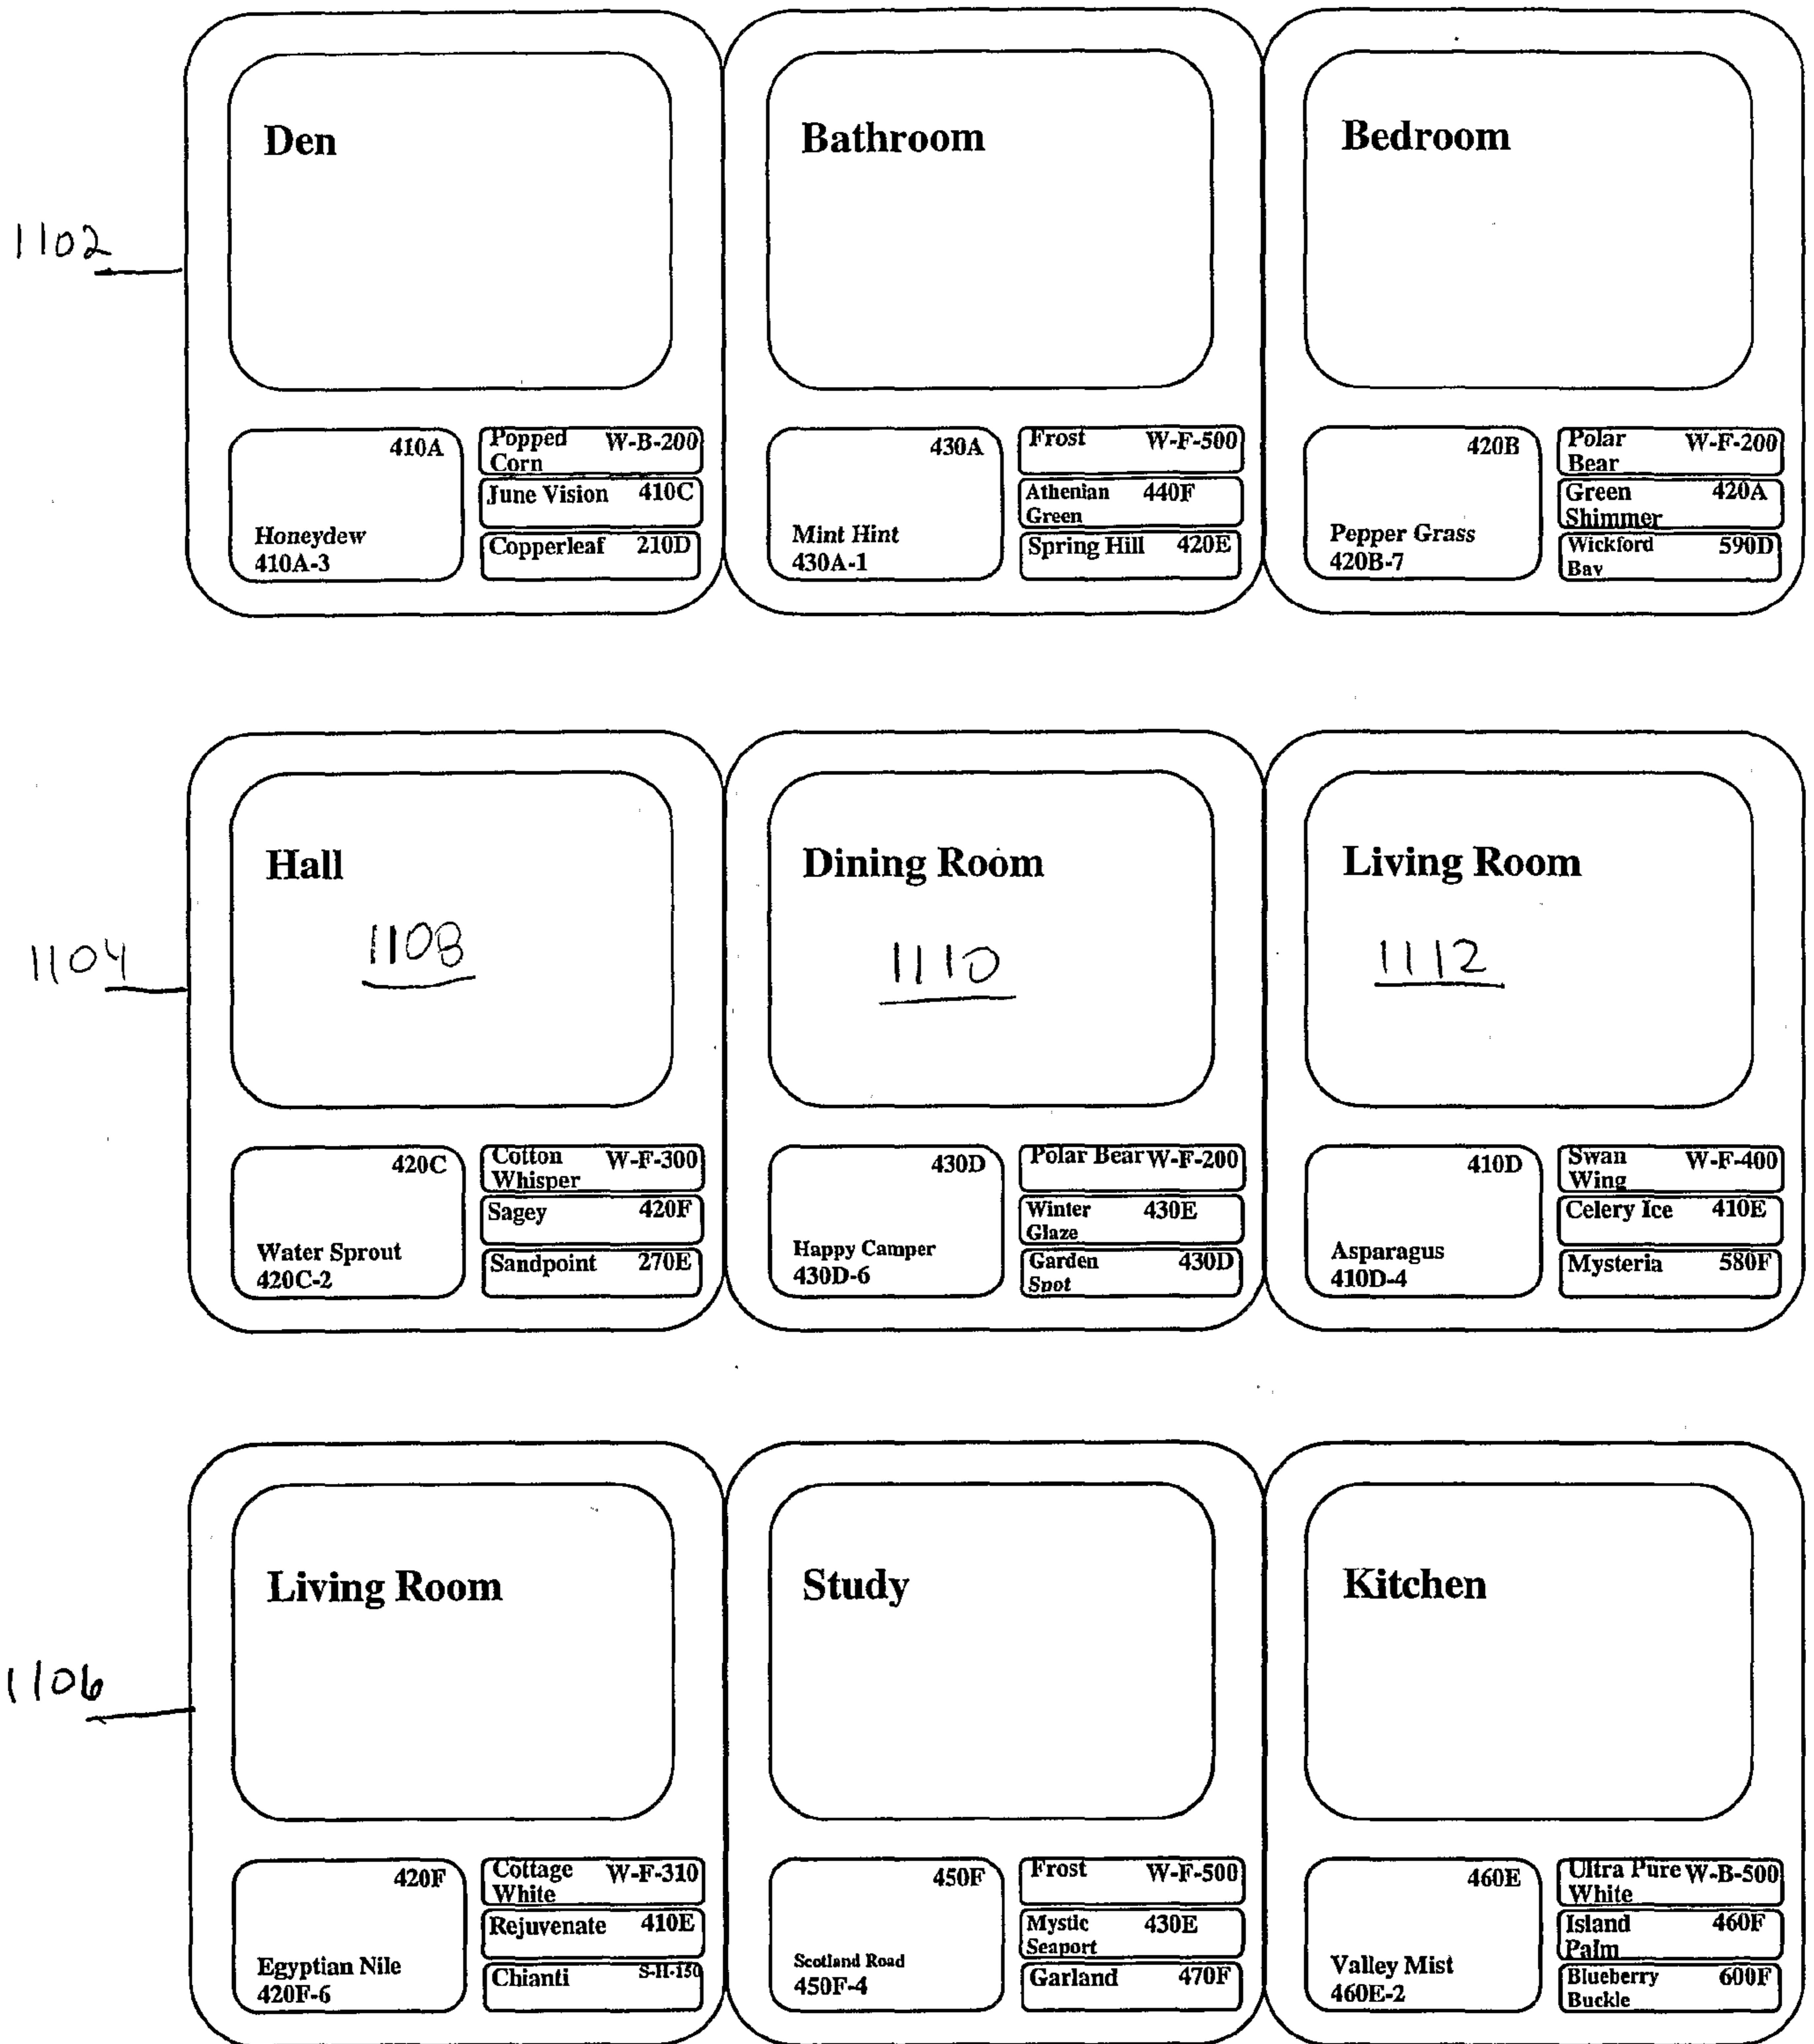 Den
Bathroom
Bedroom
1102
410A
Honeydew
410A-3
Popped W-B-200
Corn
June Vision 410C
Copperleaf 210D
430A
Mint Hint
430A-1
Frost W-F-500
Athenian 440F
Green
Spring Hill 420E
420B
Pepper Grass
420B-7
Polar W-F-200
Bear
Green 420A
Shimmer
Wickford 590D
Bay
Hall
Dining Room
Living Room
1104
1108
1110
1112
420C
Water Sprout
420C-2
Cotton W-F-300
Whisper
Sagey 420F
Sandpoint 270E
430D
Happy Camper
430D-6
Polar Bear W-F-200
Winter 430E
Glaze
Garden 430D
Spot
410D
Asparagus
410D-4
Swan W-F-400
Wing
Celery Ice 410E
Mysteria 580F
Living Room
Study
Kitchen
1106
420F
Egyptian Nile
420F-6
Cottage W-F-310
White
Rejuvenate 410E
Chianti S-H-150
450F
Scotland Road
450F-4
Frost W-F-500
Mystic 430E
Seaport
Garland 470F
460E
Valley Mist
460E-2
Ultra Pure W-B-500
White
Island 460F
Palm
Blueberry 600F
Buckle